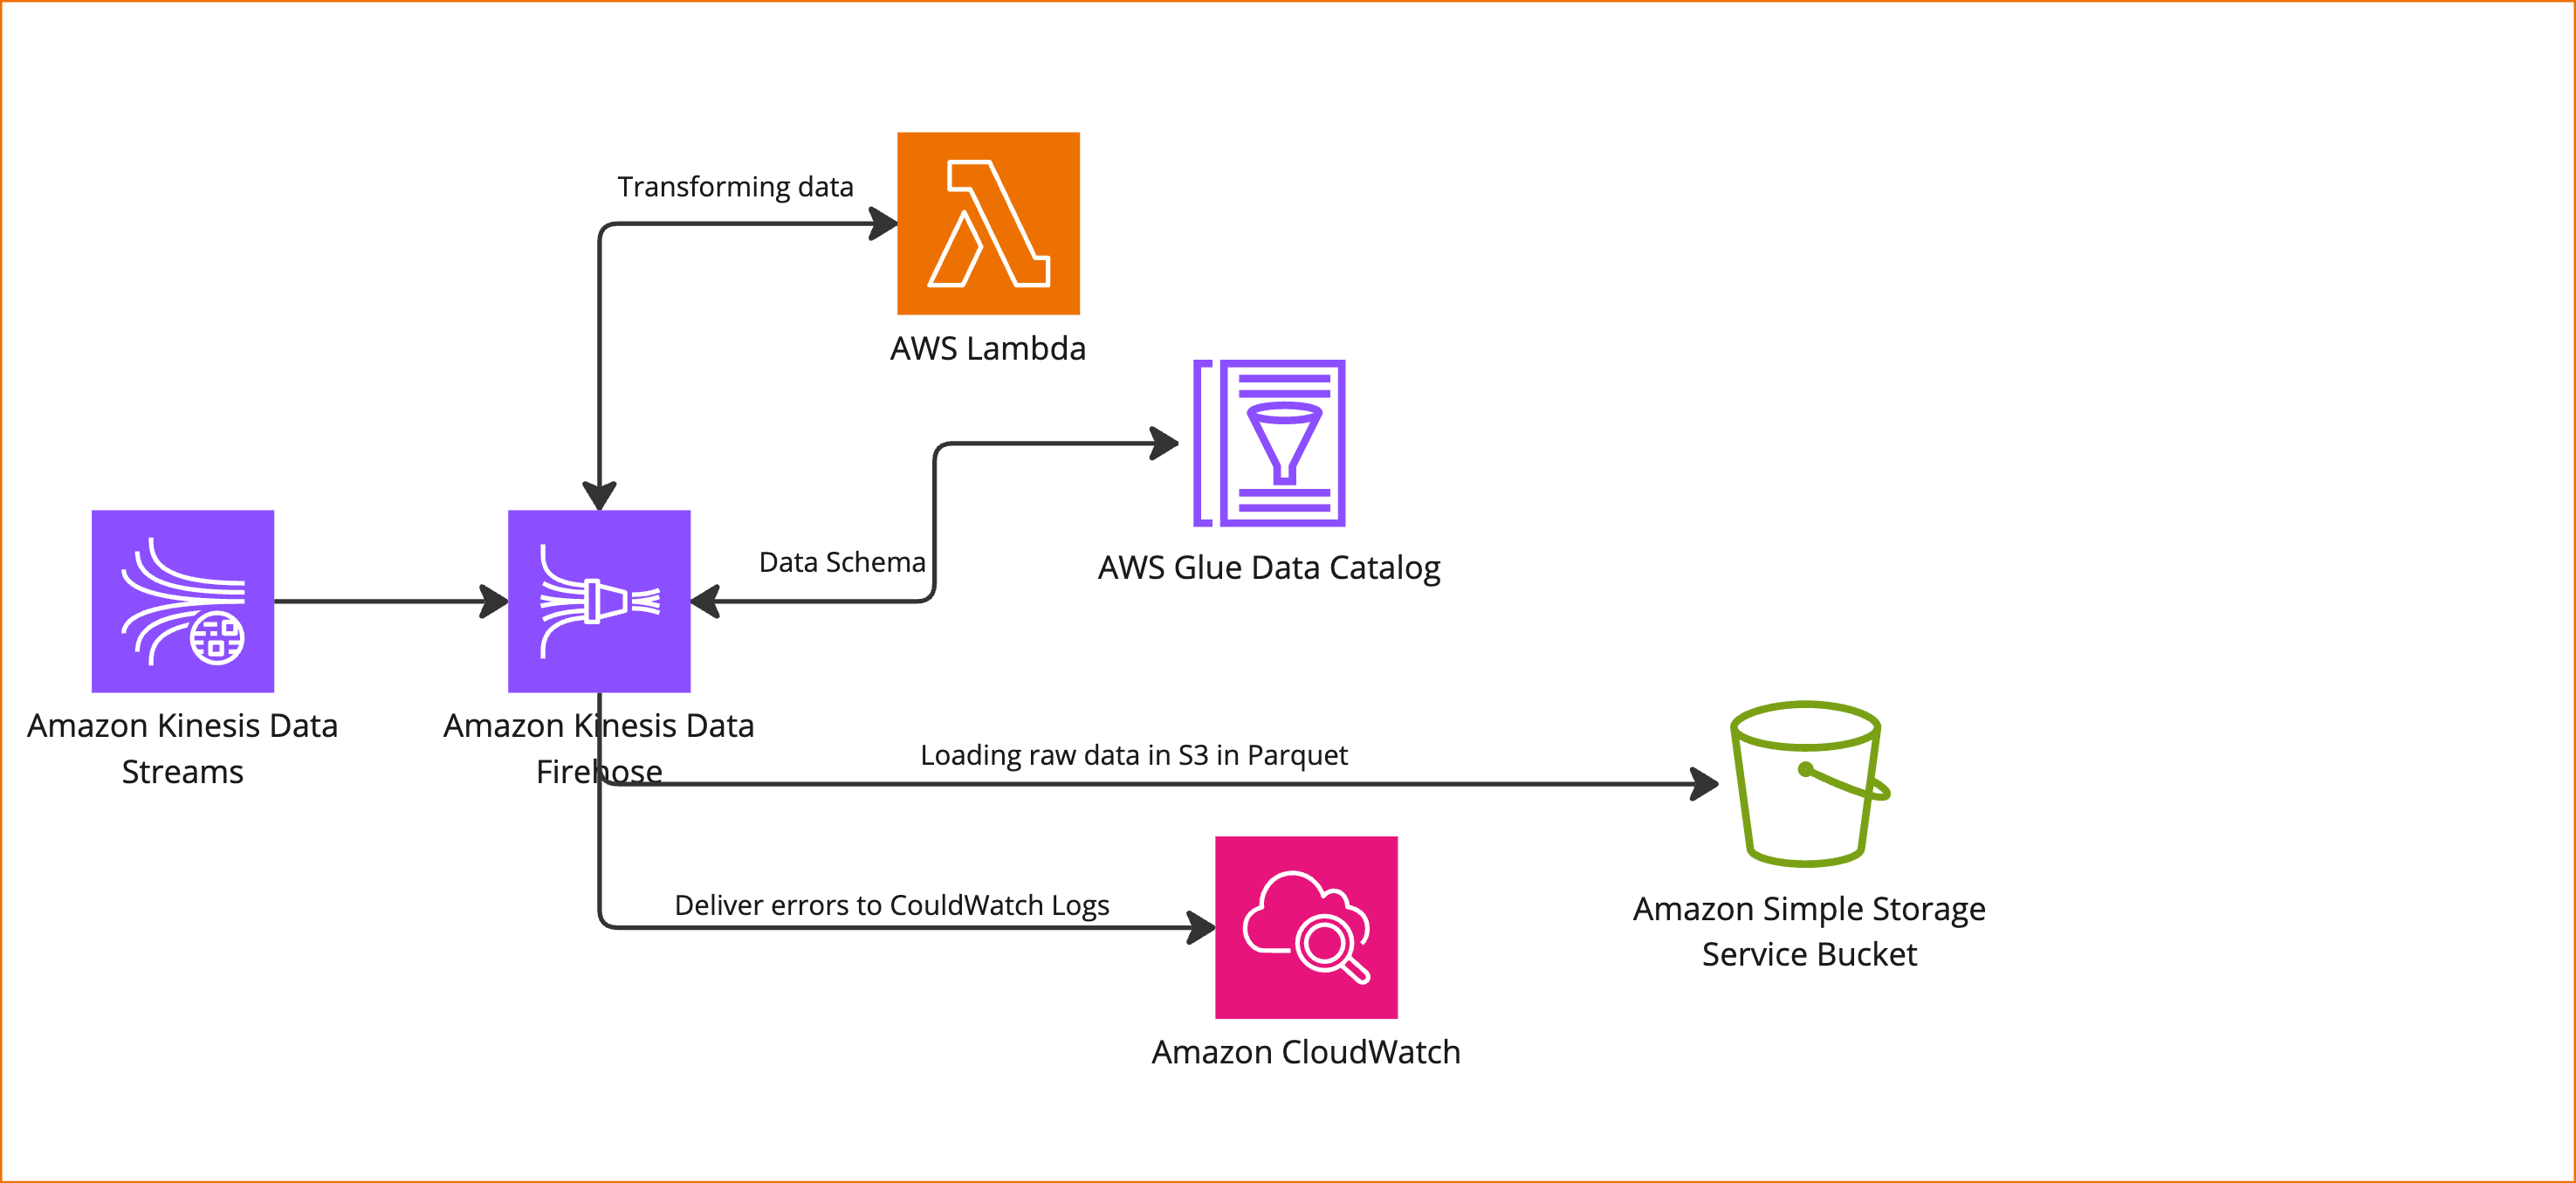 Transforming data
AWS Lambda
AWS Glue Data Catalog
Data Schema
Amazon Kinesis Data
Streams
Amazon Kinesis Data
Firehose
Loading raw data in S3 in Parquet
Amazon Simple Storage
Service Bucket
Deliver errors to CouldWatch Logs
Amazon CloudWatch